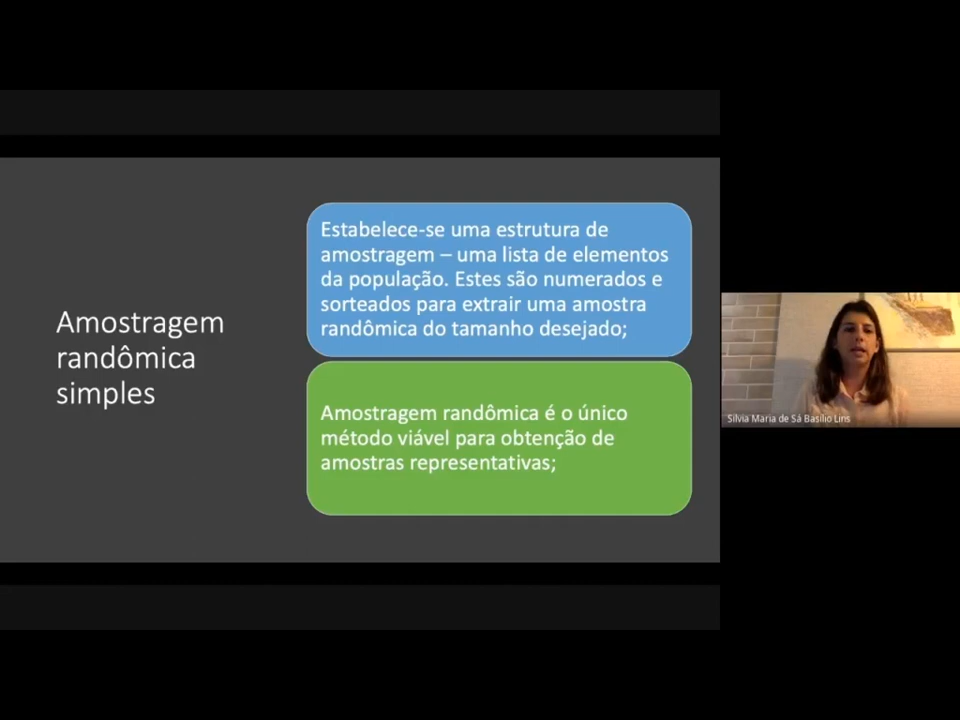 Amostragem
randômica
simples
Estabelece-se uma estrutura de
amostragem – uma lista de elementos
da população. Estes são numerados e
sorteados para extrair uma amostra
randômica do tamanho desejado;
Amostragem randômica é o único
método viável para obtenção de
amostras representativas;
Silvia Maria de Sá Basilio Lins